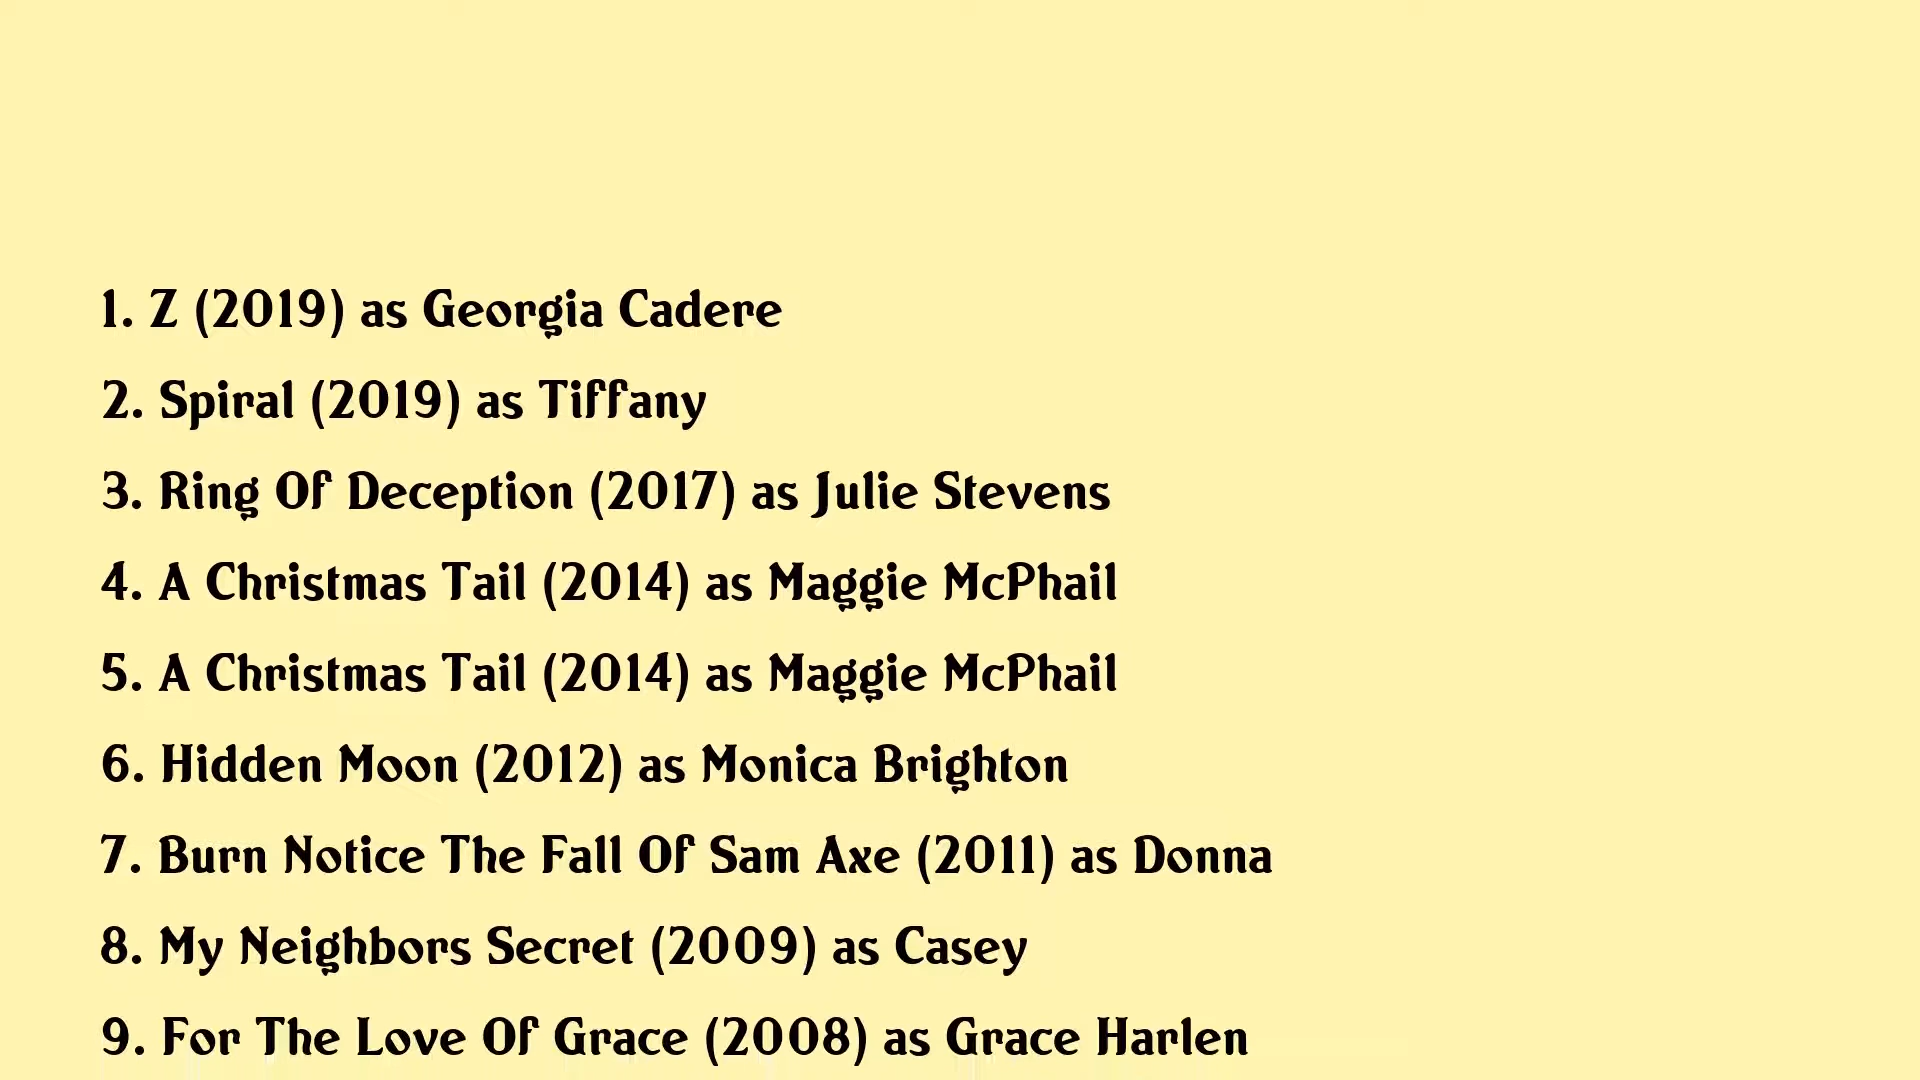 1. Z (2019) as Georgia Cadere
2. Spiral (2019) as Tiffany
3. Ring Of Deception (2017) as Julie Stevens
4. A Christmas Tail (2014) as Maggie McPhail
5. A Christmas Tail (2014) as Maggie McPhail
6. Hidden Moon (2012) as Monica Brighton
7. Burn Notice The Fall Of Sam Axe (2011) as Donna
8. My Neighbors Secret (2009) as Casey
9. For The Love Of Grace (2008) as Grace Harlen